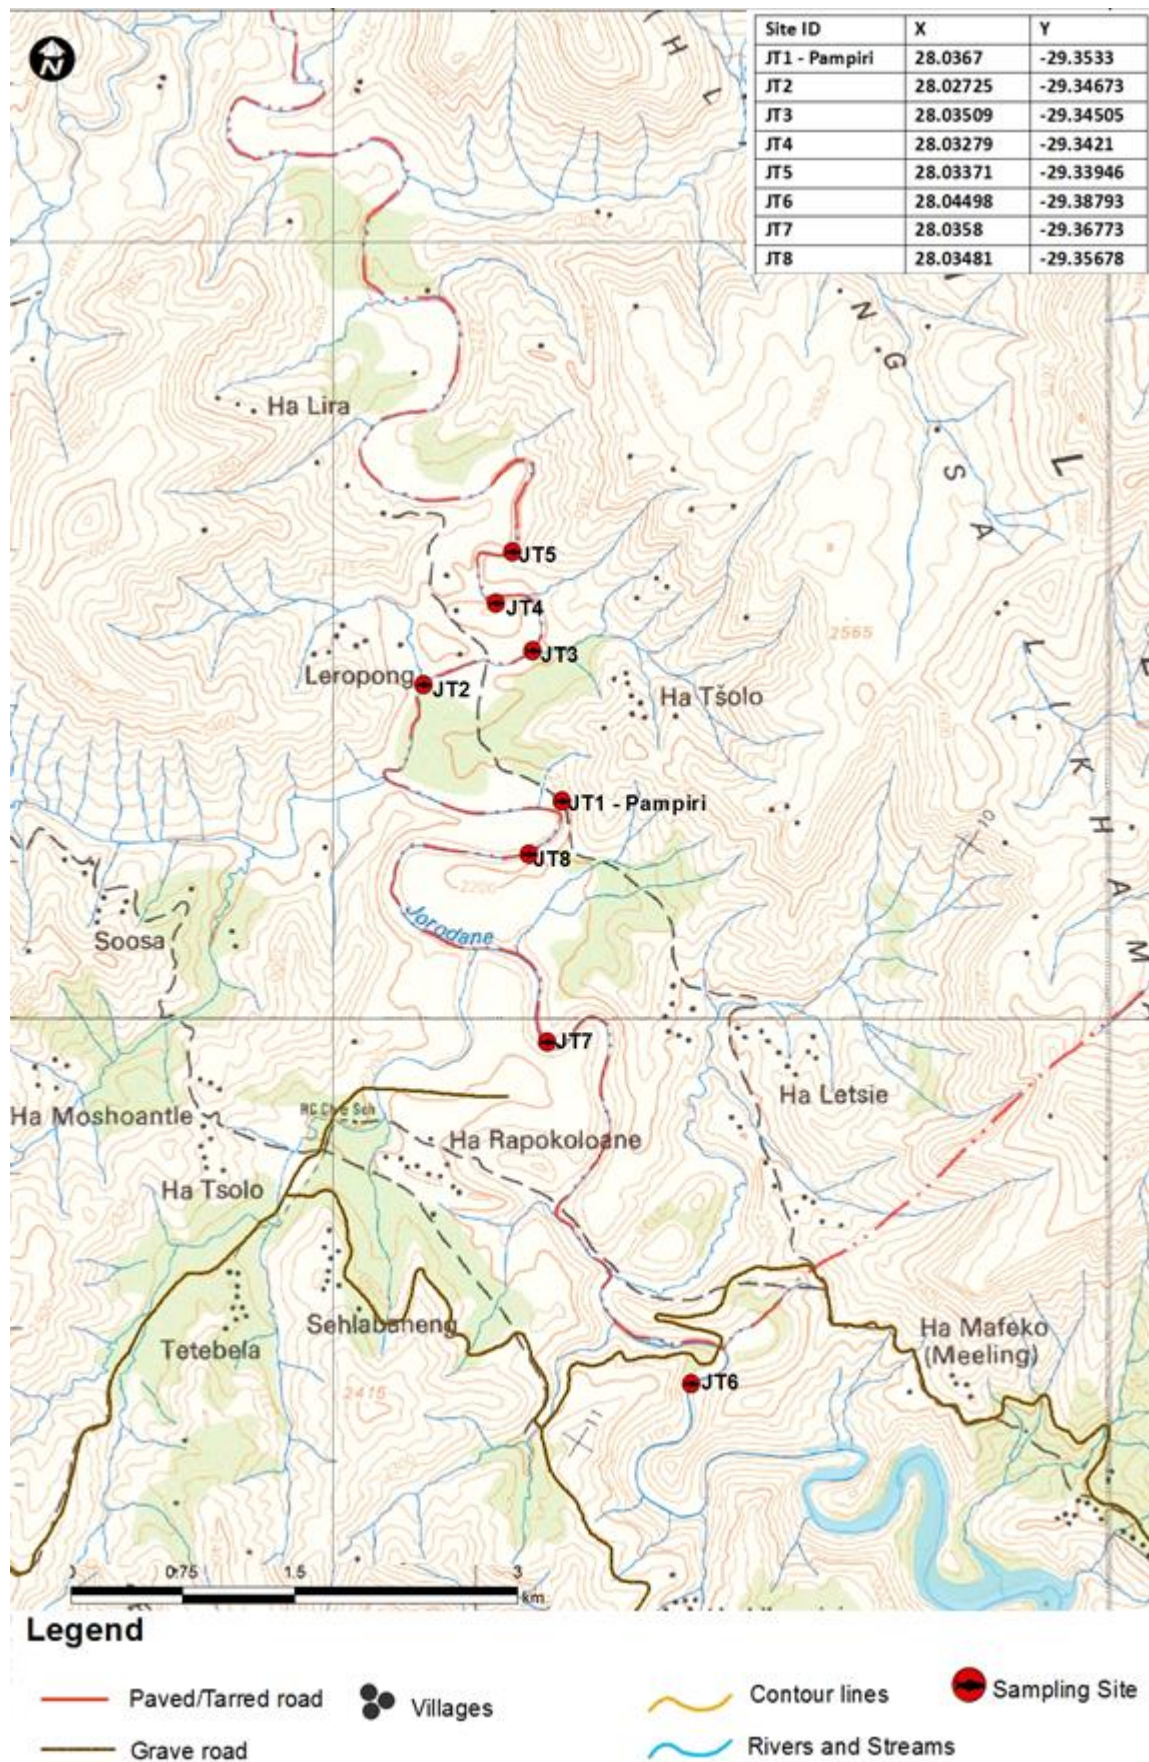 N
Site ID X Y
JT1 - Pampiri 28.0367 -29.3533
JT2 28.02725 -29.34673
JT3 28.03509 -29.34505
JT4 28.03279 -29.3421
JT5 28.03371 -29.33946
JT6 28.04498 -29.38793
JT7 28.0358 -29.36773
JT8 28.03481 -29.35678
Ha Lira
JT5
JT4
JT3
2565
Leropong
JT2
Ha Tšolo
JT1 - Pampiri
10
JT8
2200
Jorodane
Soosa
JT7
Ha Letsie
Ha Moshoantle
Ha Rapokoloane
Ha Tsolo
Sehlabaneng
Ha Mafeko
(Meeling)
Tetebela
JT6
2415
11
0 0.75 1.5 3
km
Legend
Paved/Tarred road
Villages
Contour lines
Sampling Site
Grave road
Rivers and Streams